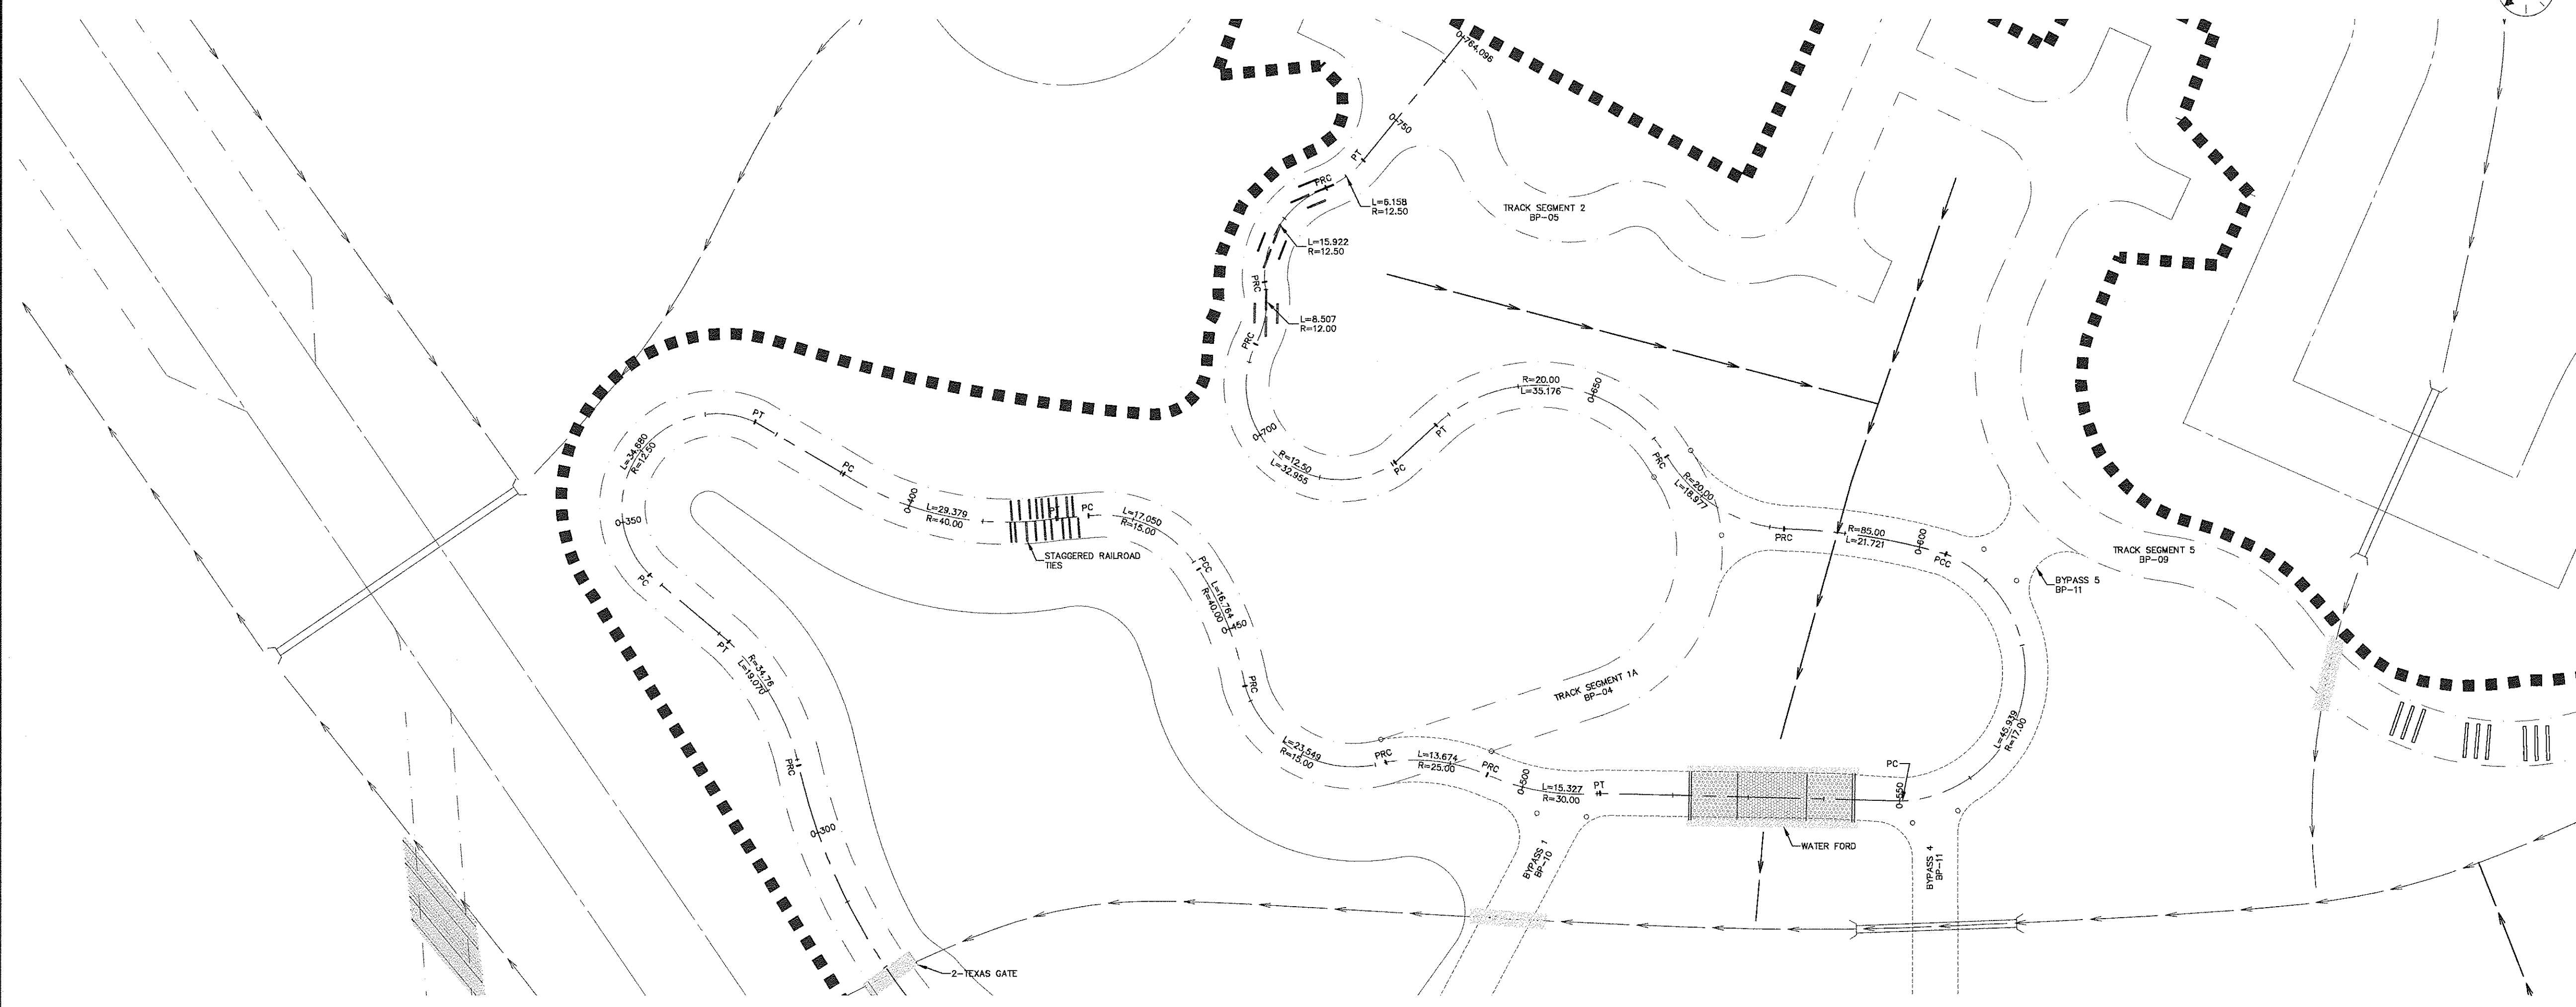 0-764.096
0-750
PT
PRC
L=6.158
R=12.50
TRACK SEGMENT 2
BP-05
L=15.922
R=12.50
PRC
L=8.507
R=12.00
PRC
R=20.00
L=35.176
0-650
PT
PC
0-700
R=12.50
L=32.955
PRC
R=20.00
L=18.977
PRC
R=85.00
L=21.721
0-600
PCC
TRACK SEGMENT 5
BP-09
BYPASS 5
BP-11
PT
L=34.680
R=12.50
PC
0-400
L=29.379
R=40.00
PT
PC
L=17.050
R=15.00
STAGGERED RAILROAD
TIES
0-350
PC
PCC
L=16.764
R=40.00
0-450
PT
R=34.76
L=19.070
PRC
PRC
TRACK SEGMENT 1A
BP-04
L=45.939
R=17.00
L=23.549
R=15.00
PRC
L=13.674
R=25.00
PRC
0-500
L=15.327
R=30.00
PT
PC
0-550
0-300
WATER FORD
BYPASS 1
BP-10
BYPASS 4
BP-11
2-TEXAS GATE